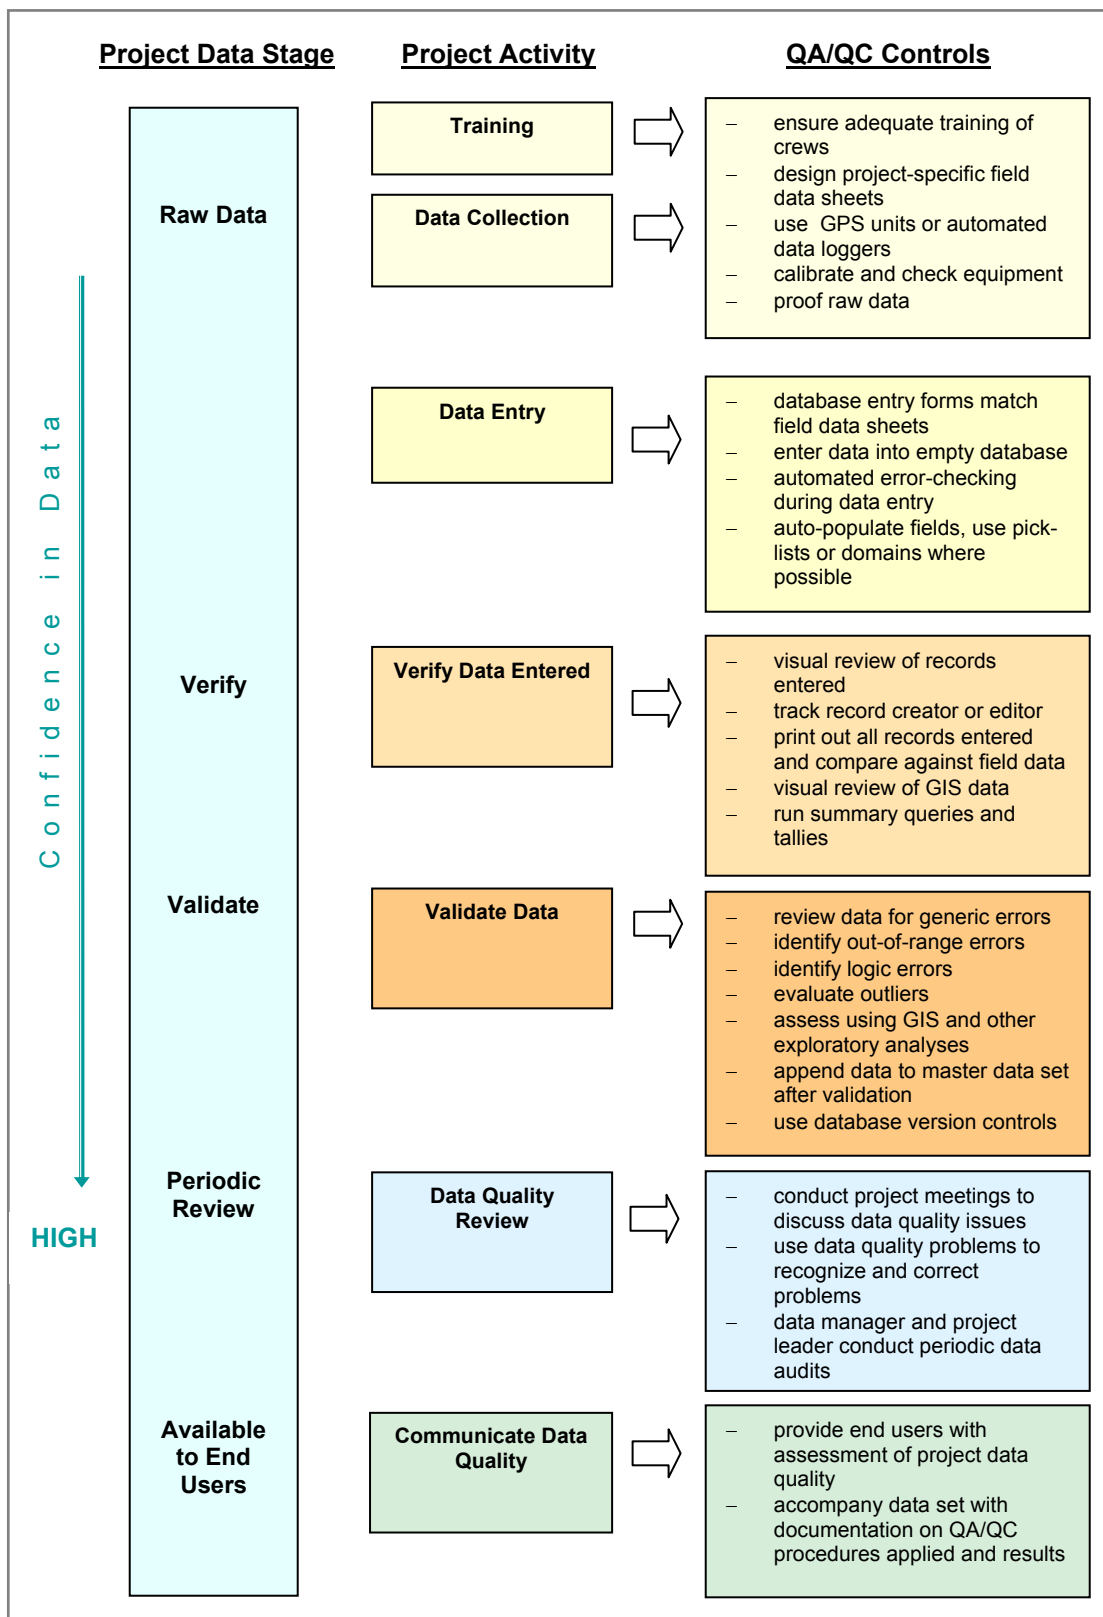 Project Data Stage
Project Activity
QA/QC Controls
Confidence in Data
HIGH
Raw Data
Training
Data Collection
– ensure adequate training of
crews
– design project-specific field
data sheets
– use GPS units or automated
data loggers
– calibrate and check equipment
– proof raw data
Data Entry
– database entry forms match
field data sheets
– enter data into empty database
– automated error-checking
during data entry
– auto-populate fields, use pick-
lists or domains where
possible
Verify
Verify Data Entered
– visual review of records
entered
– track record creator or editor
– print out all records entered
and compare against field data
– visual review of GIS data
– run summary queries and
tallies
Validate
Validate Data
– review data for generic errors
– identify out-of-range errors
– identify logic errors
– evaluate outliers
– assess using GIS and other
exploratory analyses
– append data to master data set
after validation
– use database version controls
Periodic
Review
Data Quality
Review
– conduct project meetings to
discuss data quality issues
– use data quality problems to
recognize and correct
problems
– data manager and project
leader conduct periodic data
audits
Available
to End
Users
Communicate Data
Quality
– provide end users with
assessment of project data
quality
– accompany data set with
documentation on QA/QC
procedures applied and results